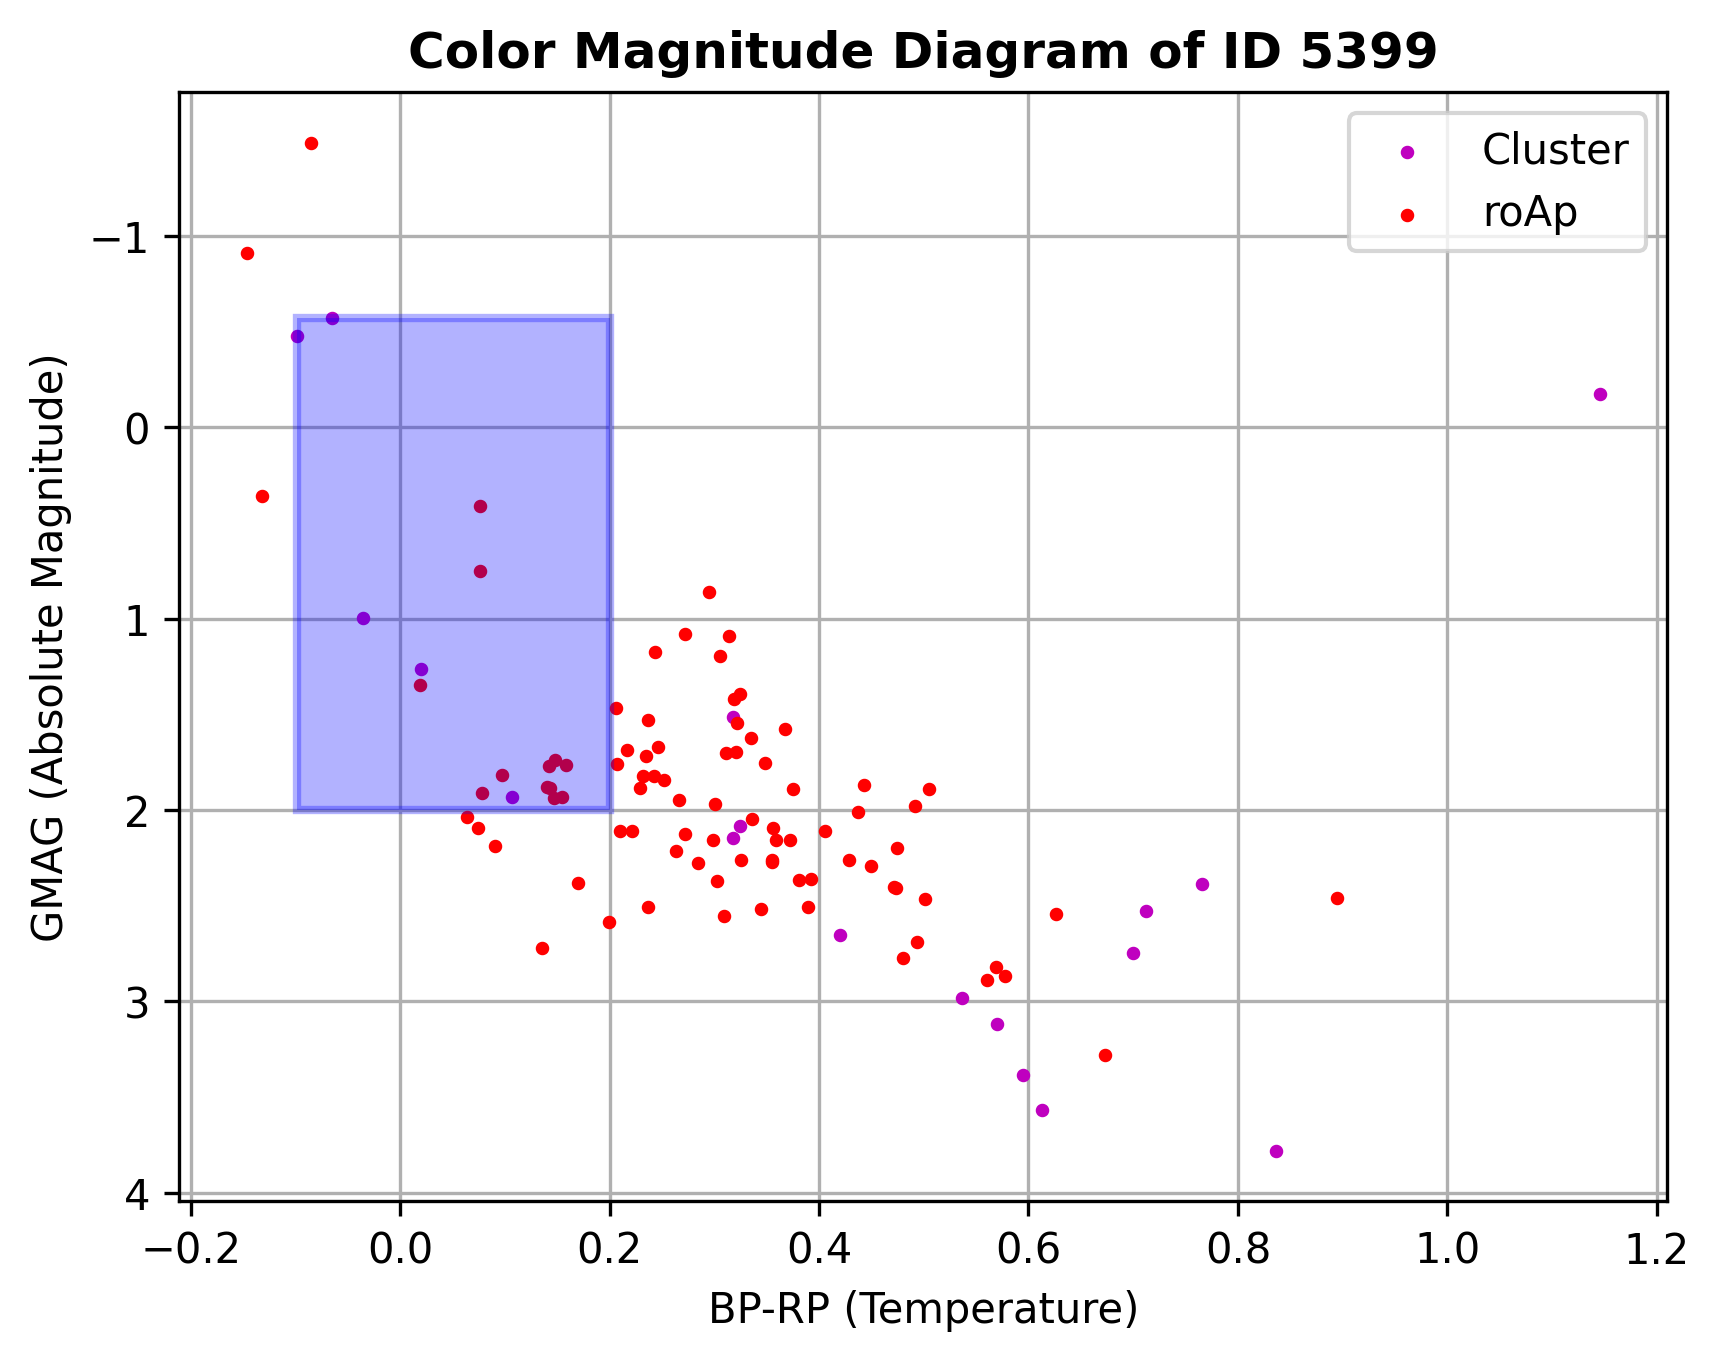 Color Magnitude Diagram of ID 5399
Cluster
roAp
GMAG (Absolute Magnitude)
−1
0
1
2
3
4
−0.2 0.0 0.2 0.4 0.6 0.8 1.0 1.2
BP-RP (Temperature)